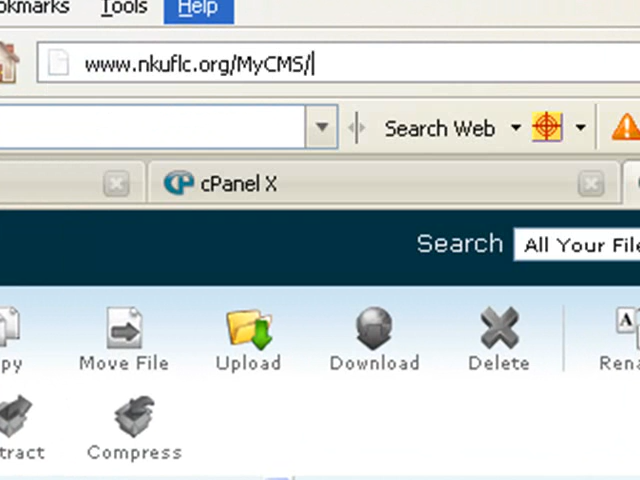 okmarks Tools Help
www.nkuflc.org/MyCMS/
Search Web
cPanel X
Search All Your File
py Move File Upload Download Delete Rena
tract Compress